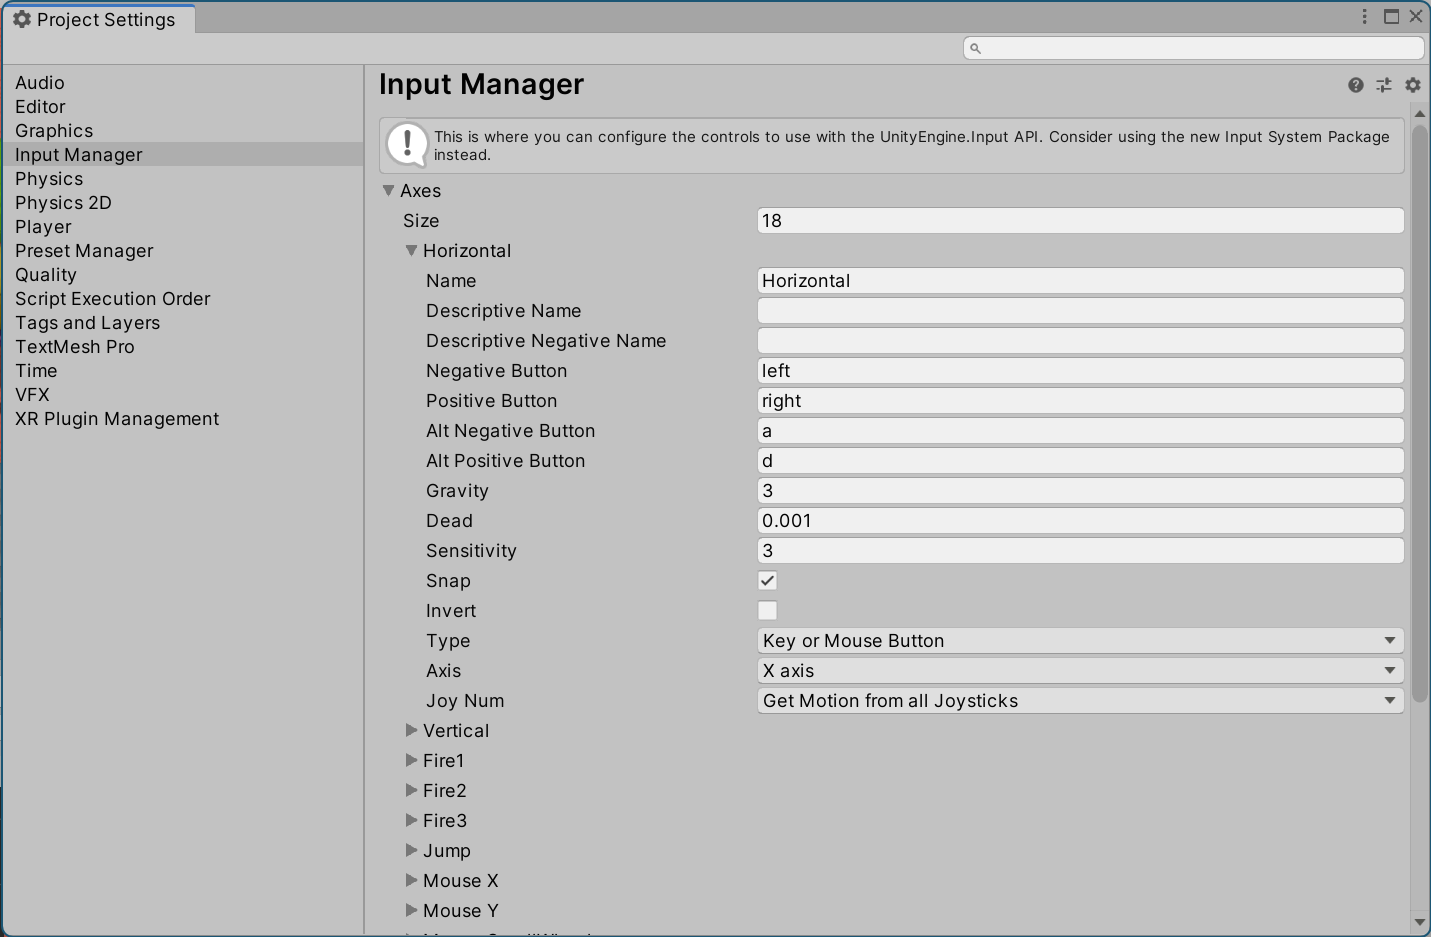 Project Settings
Audio
Editor
Graphics
Input Manager
Physics
Physics 2D
Player
Preset Manager
Quality
Script Execution Order
Tags and Layers
TextMesh Pro
Time
VFX
XR Plugin Management
Input Manager
This is where you can configure the controls to use with the UnityEngine.Input API. Consider using the new Input System Package
instead.
Axes
Size 18
Horizontal
Name Horizontal
Descriptive Name
Descriptive Negative Name
Negative Button left
Positive Button right
Alt Negative Button a
Alt Positive Button d
Gravity 3
Dead 0.001
Sensitivity 3
Snap
Invert
Type Key or Mouse Button
Axis X axis
Joy Num Get Motion from all Joysticks
Vertical
Fire1
Fire2
Fire3
Jump
Mouse X
Mouse Y